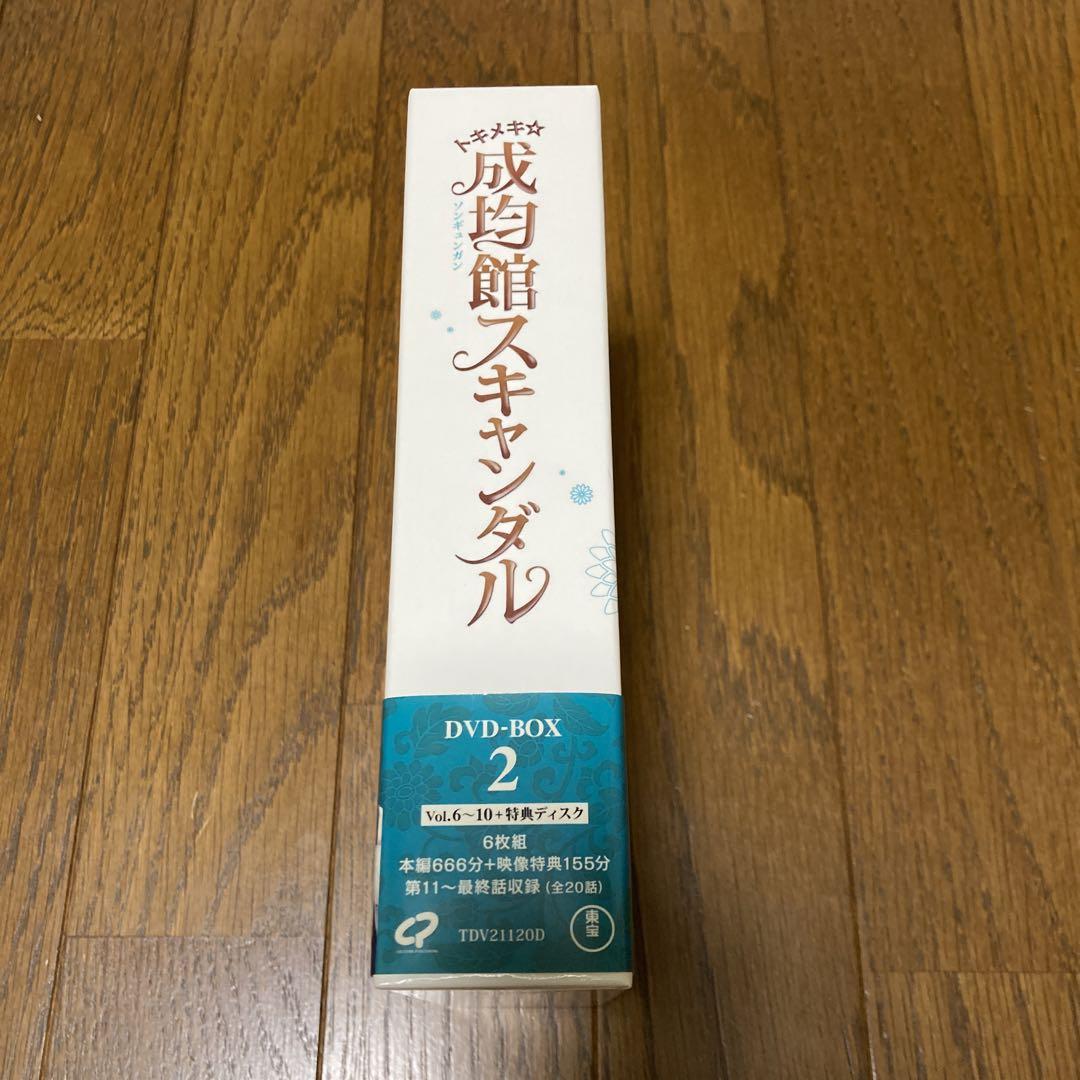 トキメキ☆
成均館スキャンダル
ソンギュンガン
DVD-BOX
2
Vol.6～10+特典ディスク
6枚組
本編666分+映像特典155分
第11～最終話収録 (全20話)
CP
TDV21120D
東宝